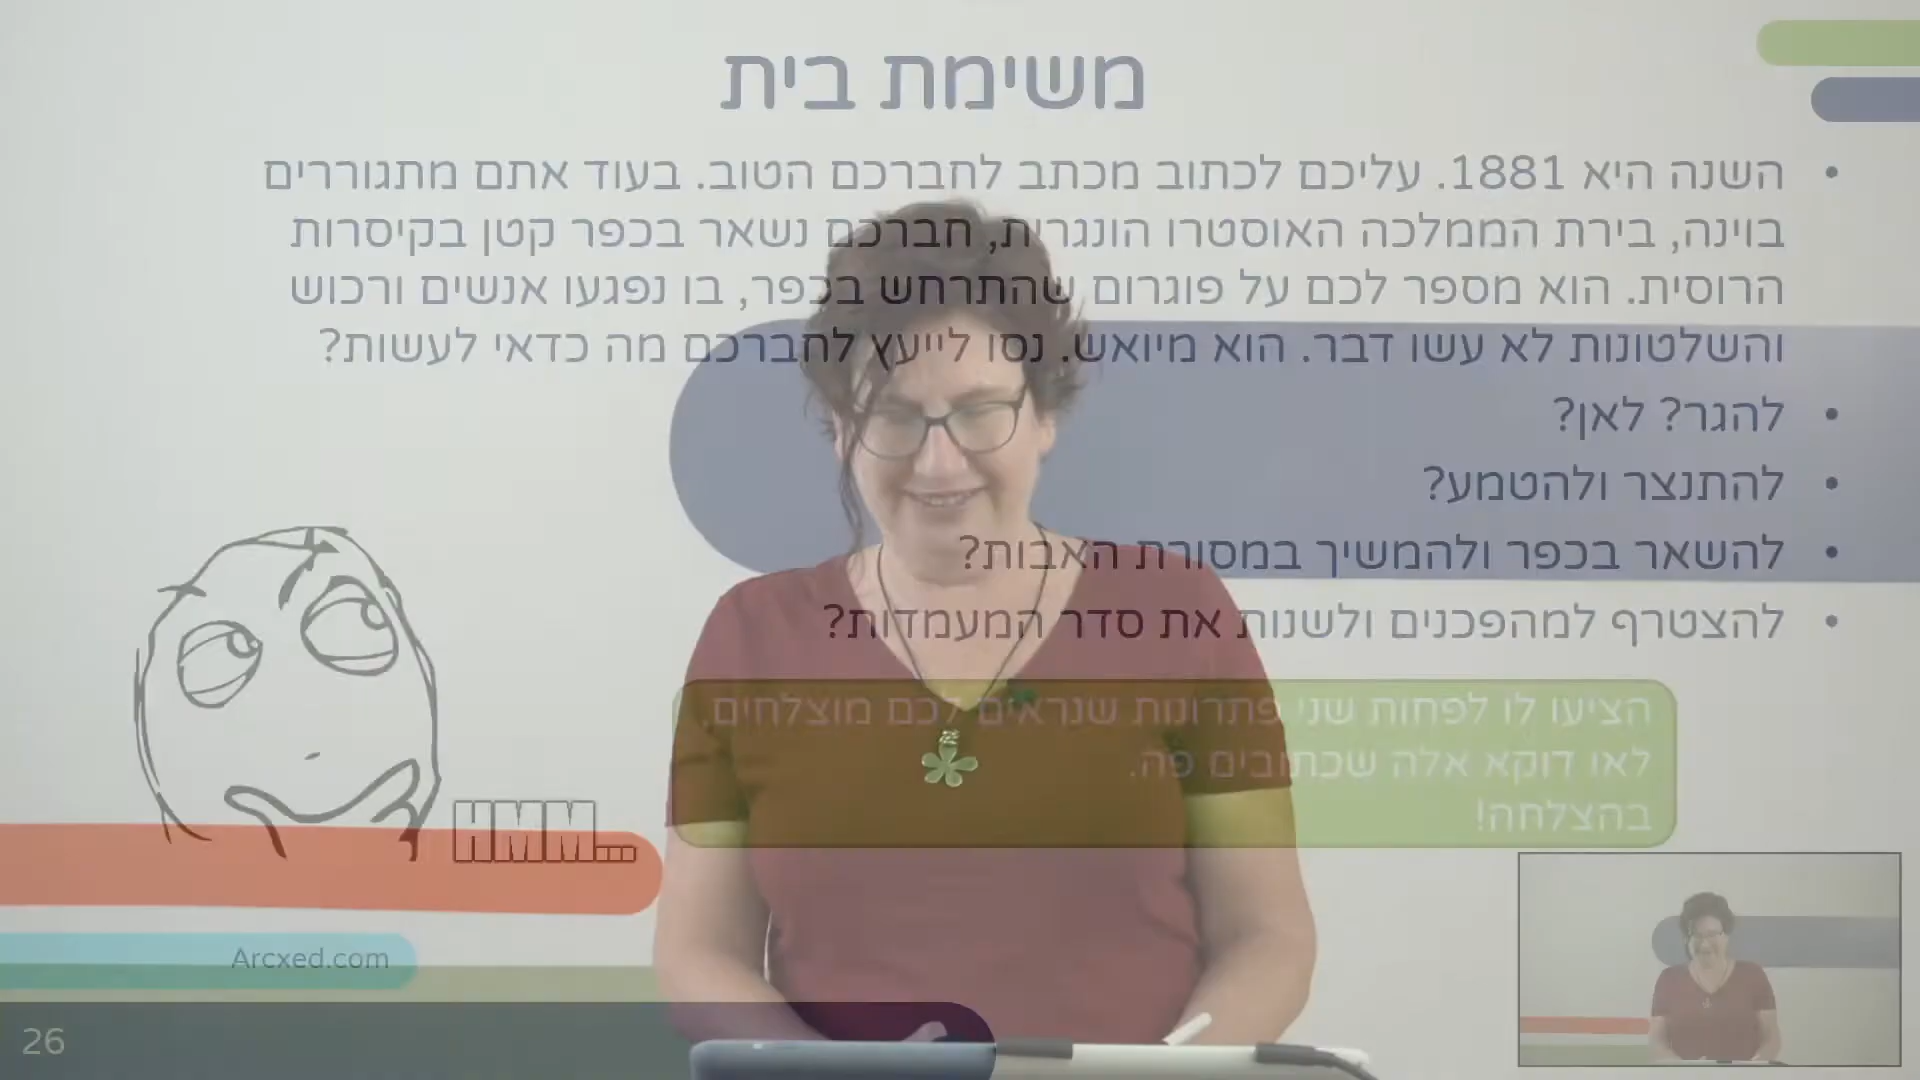 משימת בית
השנה היא 1881. עליכם לכתוב מכתב לחברכם הטוב. בעוד אתם מתגוררים
בוינה, בירת הממלכה האוסטרו הונגרית, חברכם נשאר בכפר קטן בקיסרות
הרוסית. הוא מספר לכם על פוגרום שהתרחש בכפר, בו נפגעו אנשים ורכוש
והשלטונות לא עשו דבר. הוא מיואש. נסו לייעץ לחברכם מה כדאי לעשות?
• להגר? לאן?
• להתנצר ולהטמע?
• להשאר בכפר ולהמשיך במסורת האבות?
• להצטרף למהפכנים ולשנות את סדר המעמדות?
הציעו לו לפחות שני פתרונות שנראים לכם מוצלחים,
לאו דוקא אלה שכתובים פה.
בהצלחה!
HMM...
Arcxed.com
26